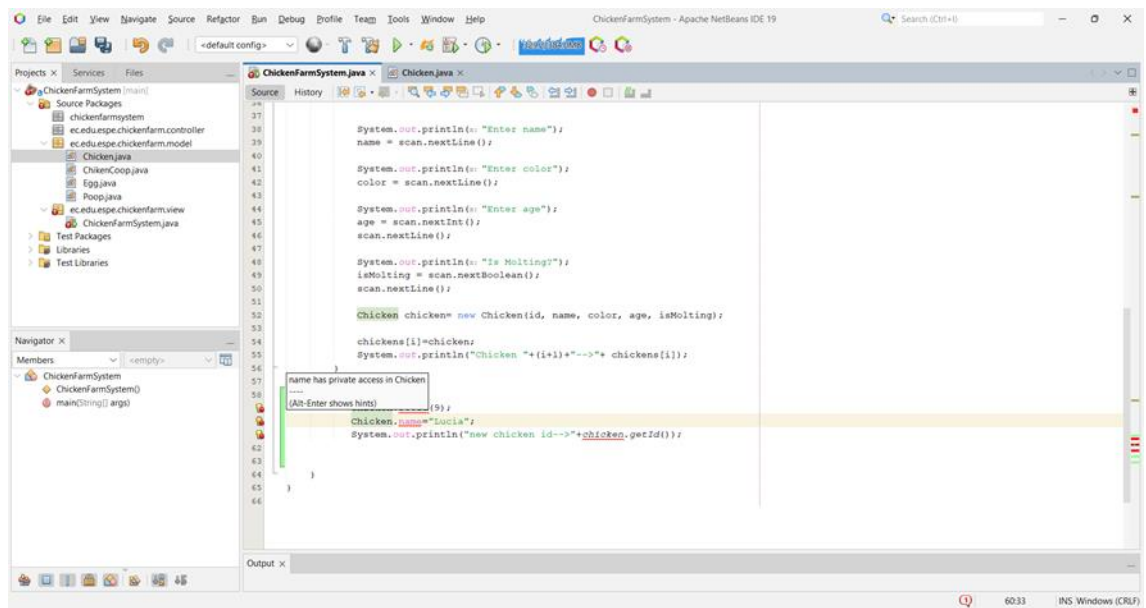 File Edit View Navigate Source Refactor Run Debug Profile Team Tools Window Help
ChickenFarmSystem - Apache NetBeans IDE 19
Search (Ctrl+I)
<default config>
Projects Services Files
ChickenFarmSystem [main]
Source Packages
chickenfarmsystem
ec.edu.espe.chickenfarm.controller
ec.edu.espe.chickenfarm.model
Chicken.java
ChikenCoop.java
Egg.java
Poop.java
ec.edu.espe.chickenfarm.view
ChickenFarmSystem.java
Test Packages
Libraries
Test Libraries
Navigator
Members <empty>
ChickenFarmSystem
ChickenFarmSystem()
main(String[] args)
ChickenFarmSystem.java Chicken.java
Source History
37
38 System.out.println(x: "Enter name");
39 name = scan.nextLine();
40
41 System.out.println(x: "Enter color");
42 color = scan.nextLine();
43
44 System.out.println(x: "Enter age");
45 age = scan.nextInt();
46 scan.nextLine();
47
48 System.out.println(x: "Is Molting?");
49 isMolting = scan.nextBoolean();
50 scan.nextLine();
51
52 Chicken chicken= new Chicken(id, name, color, age, isMolting);
53
54 chickens[i]=chicken;
55 System.out.println("Chicken "+(i+1)+"-->"+ chickens[i]);
56 }
57
58
name has private access in Chicken
----
(Alt-Enter shows hints)
(9);
Chicken.name="Lucia";
System.out.println("new chicken id-->"+chicken.getId());
62
63
64 }
65 }
66
Output
1 60:33 INS Windows (CRLF)